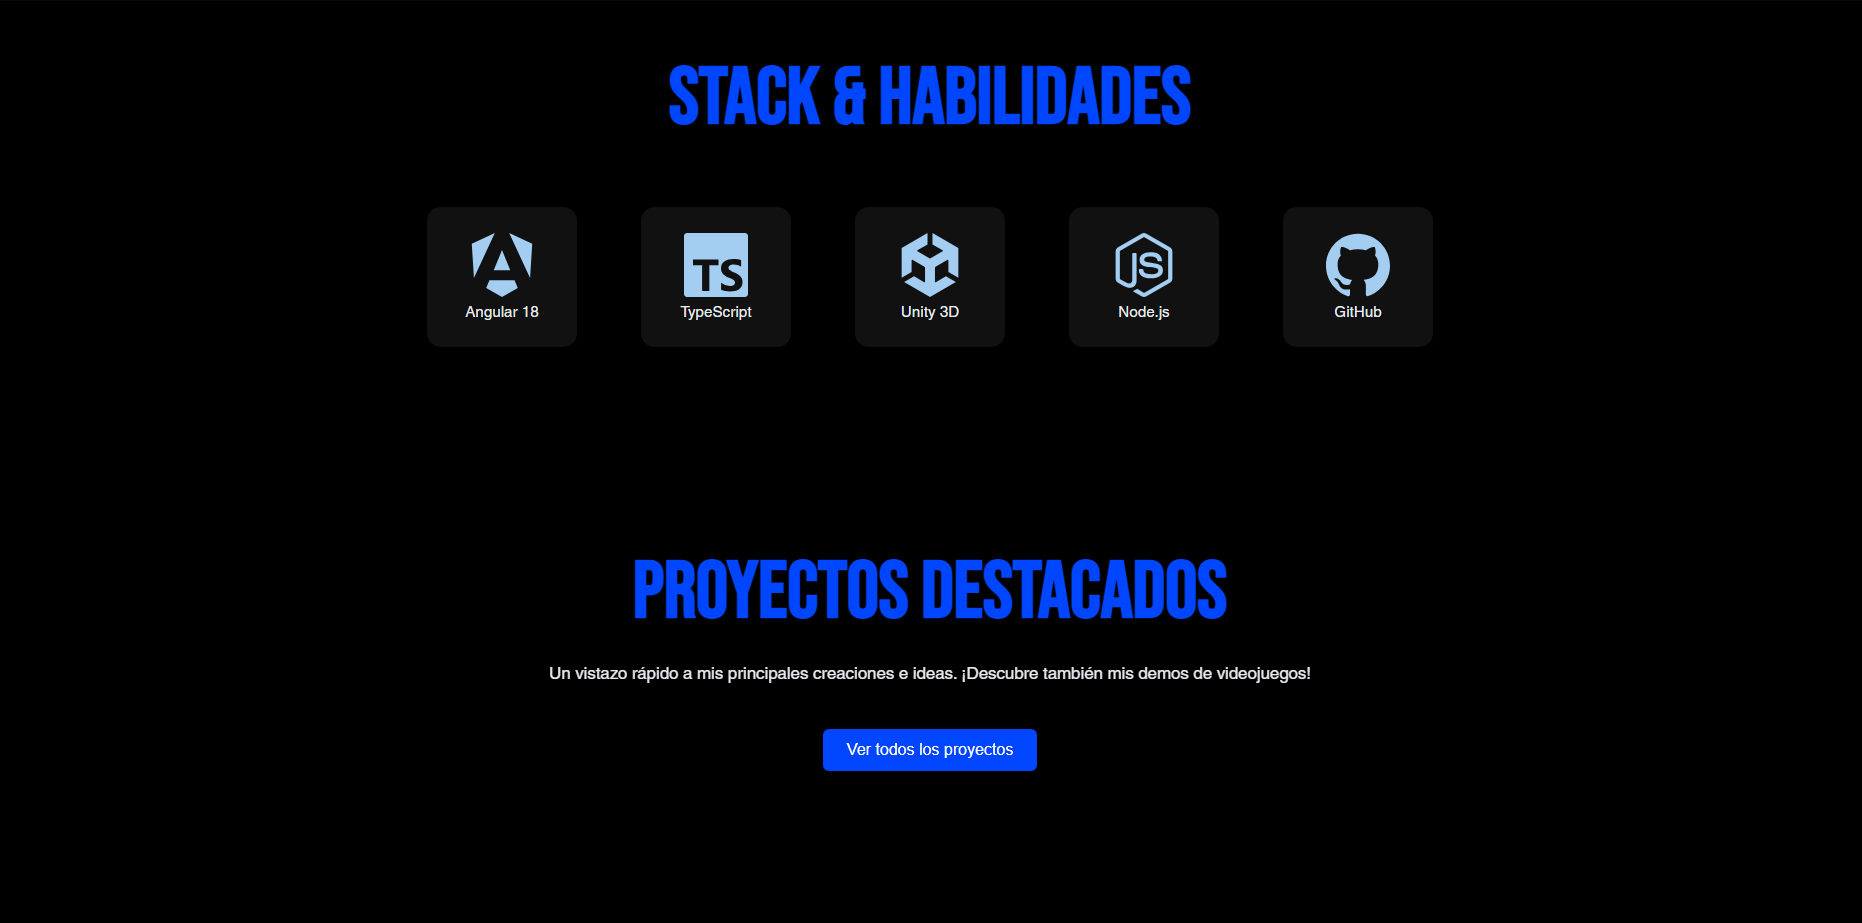 STACK & HABILIDADES
TS
JS
Angular 18
TypeScript
Unity 3D
Node.js
GitHub
PROYECTOS DESTACADOS
Un vistazo rápido a mis principales creaciones e ideas. ¡Descubre también mis demos de videojuegos!
Ver todos los proyectos